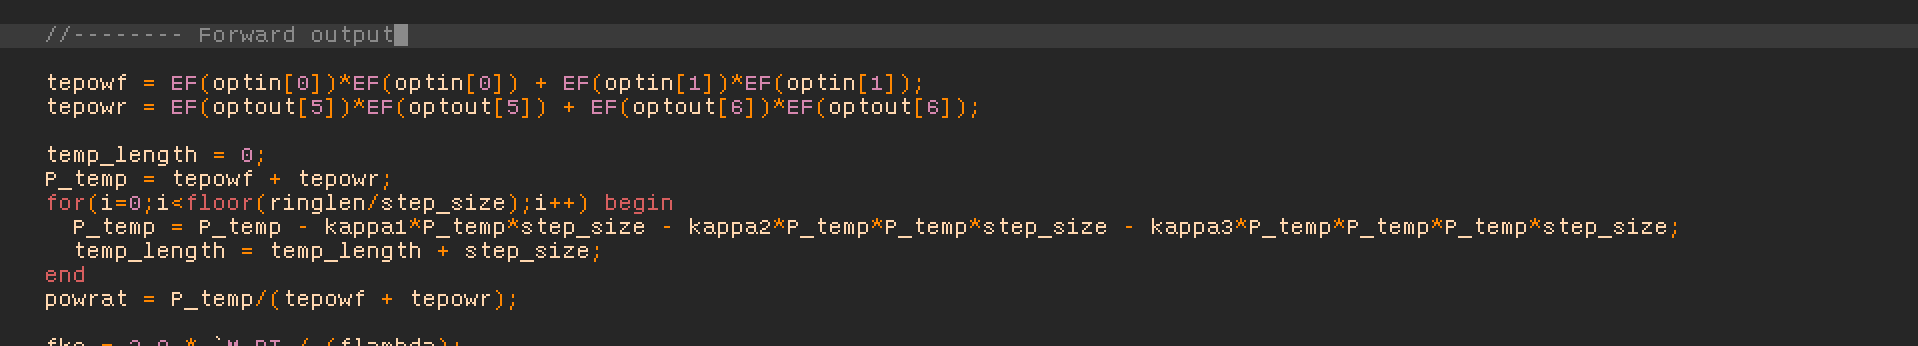 //-------- Forward output
tepowf = EF(optin[0])*EF(optin[0]) + EF(optin[1])*EF(optin[1]);
tepowr = EF(optout[5])*EF(optout[5]) + EF(optout[6])*EF(optout[6]);
temp_length = 0;
P_temp = tepowf + tepowr;
for(i=0;i<floor(ringlen/step_size);i++) begin
P_temp = P_temp - kappa1*P_temp*step_size - kappa2*P_temp*P_temp*step_size - kappa3*P_temp*P_temp*P_temp*step_size;
temp_length = temp_length + step_size;
end
powrat = P_temp/(tepowf + tepowr);